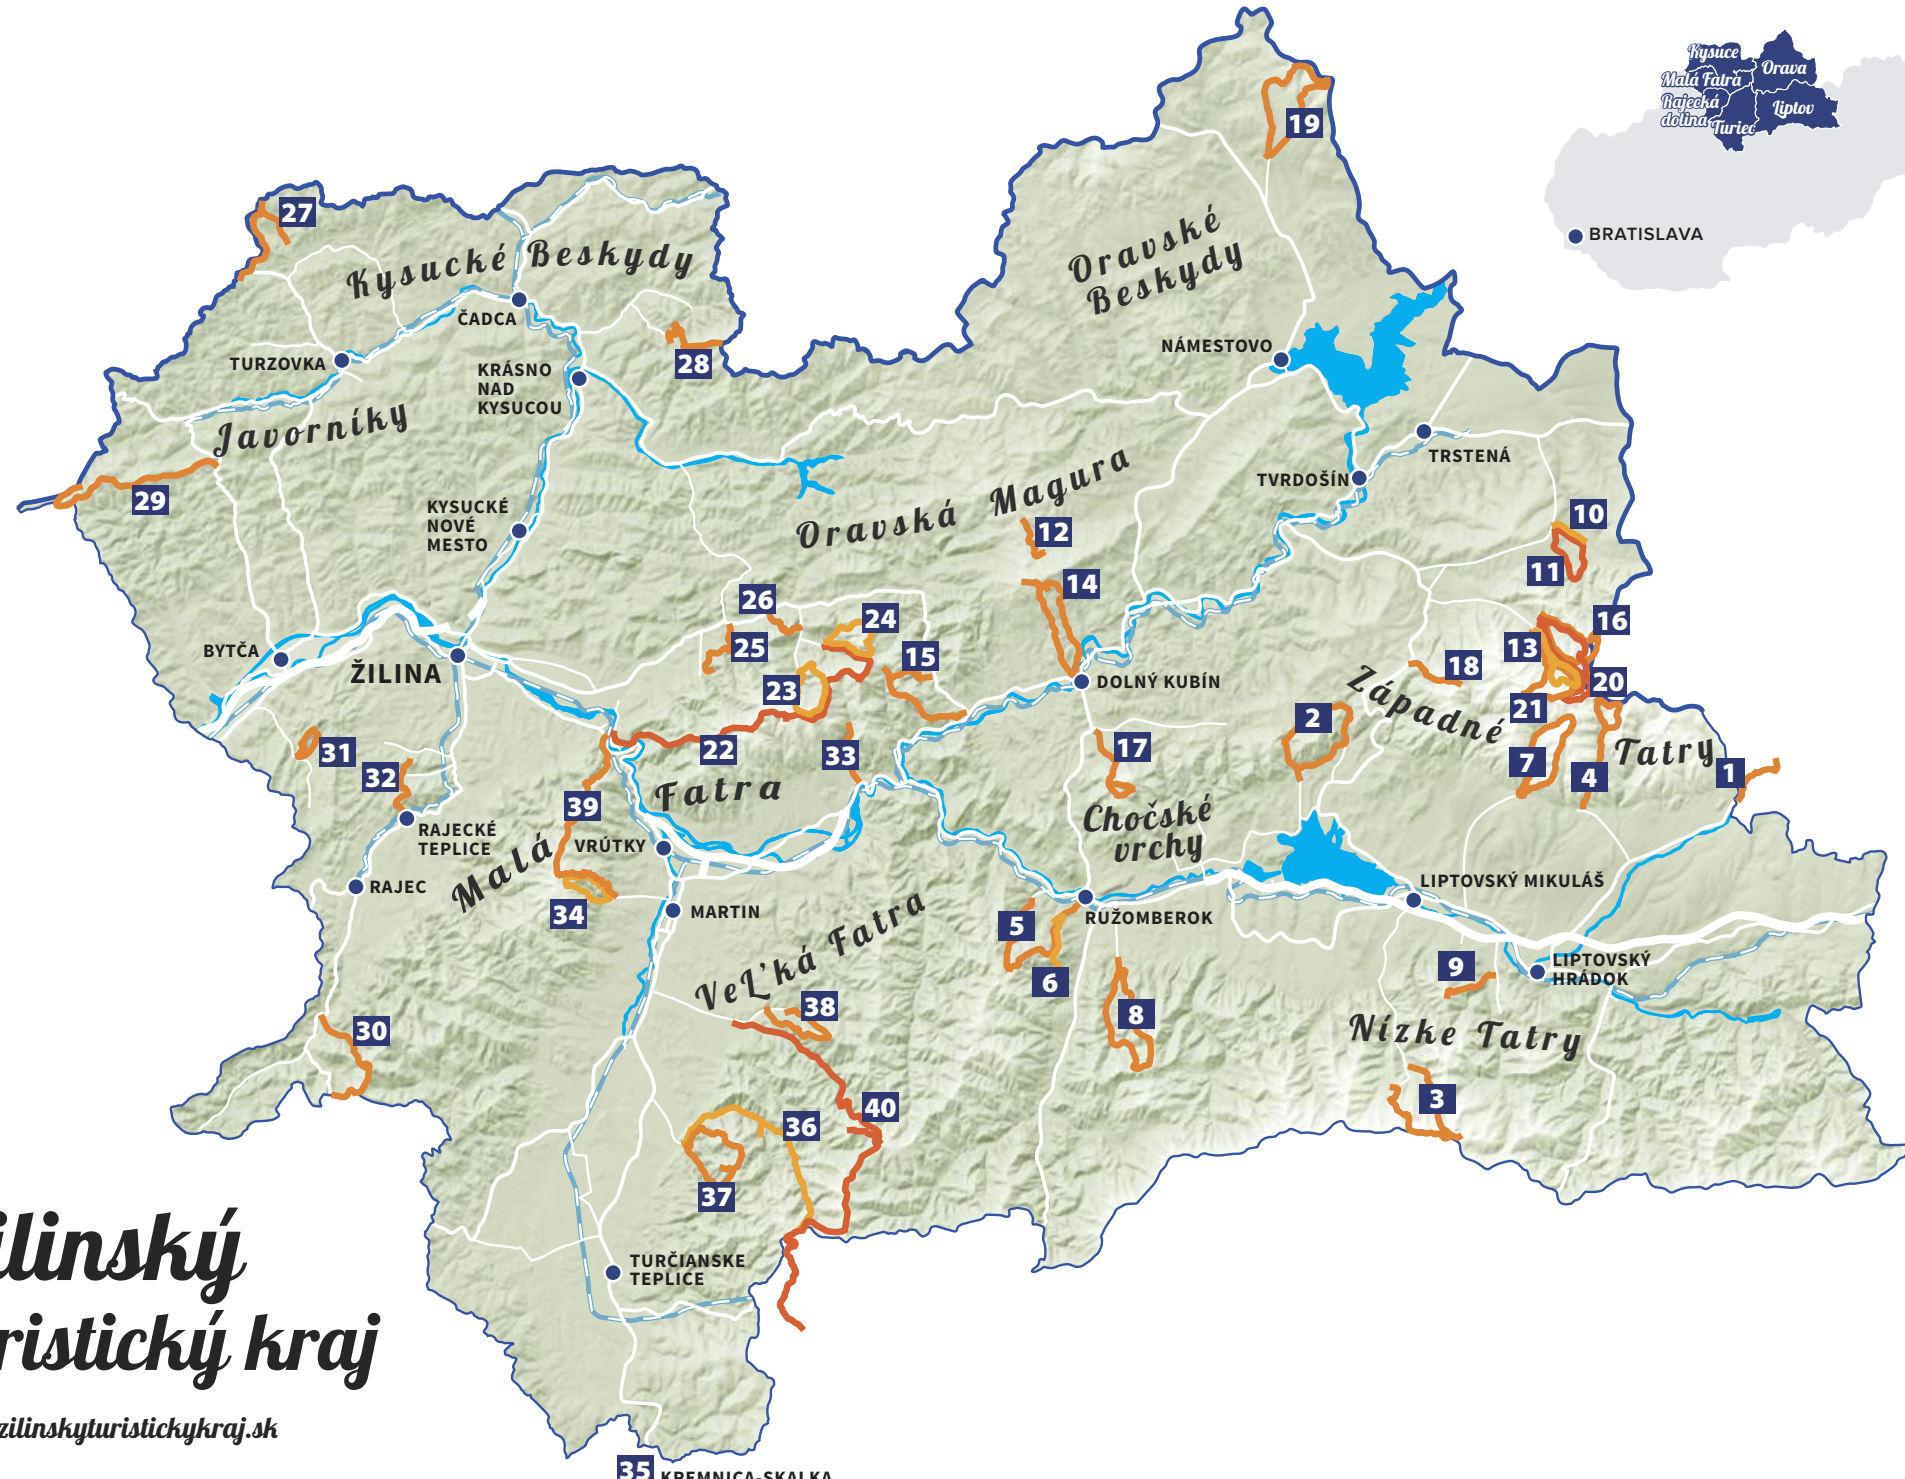 Kysuce
Orava
Malá Fatra
Rajecká
dolina
Liptov
Turiec
BRATISLAVA
19
27
Kysucké Beskydy
Oravské
Beskydy
ČADCA
NÁMESTOVO
TURZOVKA
28
KRÁSNO
NAD
KYSUCOU
Javorníky
TRSTENÁ
29
TVRDOŠÍN
Oravská Magura
KYSUCKÉ
NOVÉ
MESTO
10
12
11
14
26
24
16
25
13
BYTČA
15
ŽILINA
18
DOLNÝ KUBÍN
23
20
21
2
Západné
Tatry
22
31
33
17
7
4
1
32
Fatra
39
Chočské
vrchy
RAJECKÉ
TEPLICE
VRÚTKY
Malá
RAJEC
LIPTOVSKÝ MIKULÁŠ
34
MARTIN
5
RUŽOMBEROK
Veľká Fatra
9
LIPTOVSKÝ
HRÁDOK
6
38
8
30
Nízke Tatry
3
40
36
37
ilinský
TURČIANSKE
TEPLICE
ristický kraj
zilinskyturistickykraj.sk
35 KREMNICA-SKALKA